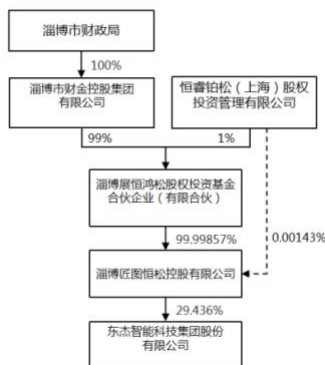 淄博市财政局
100%
淄博市财金控股集团
有限公司
恒睿铂松（上海）股权
投资管理有限公司
99%
1%
淄博展恒鸿松股权投资基金
合伙企业（有限合伙）
99.99857%
0.00143%
淄博匠图恒松控股有限公司
29.436%
东杰智能科技集团股份
有限公司